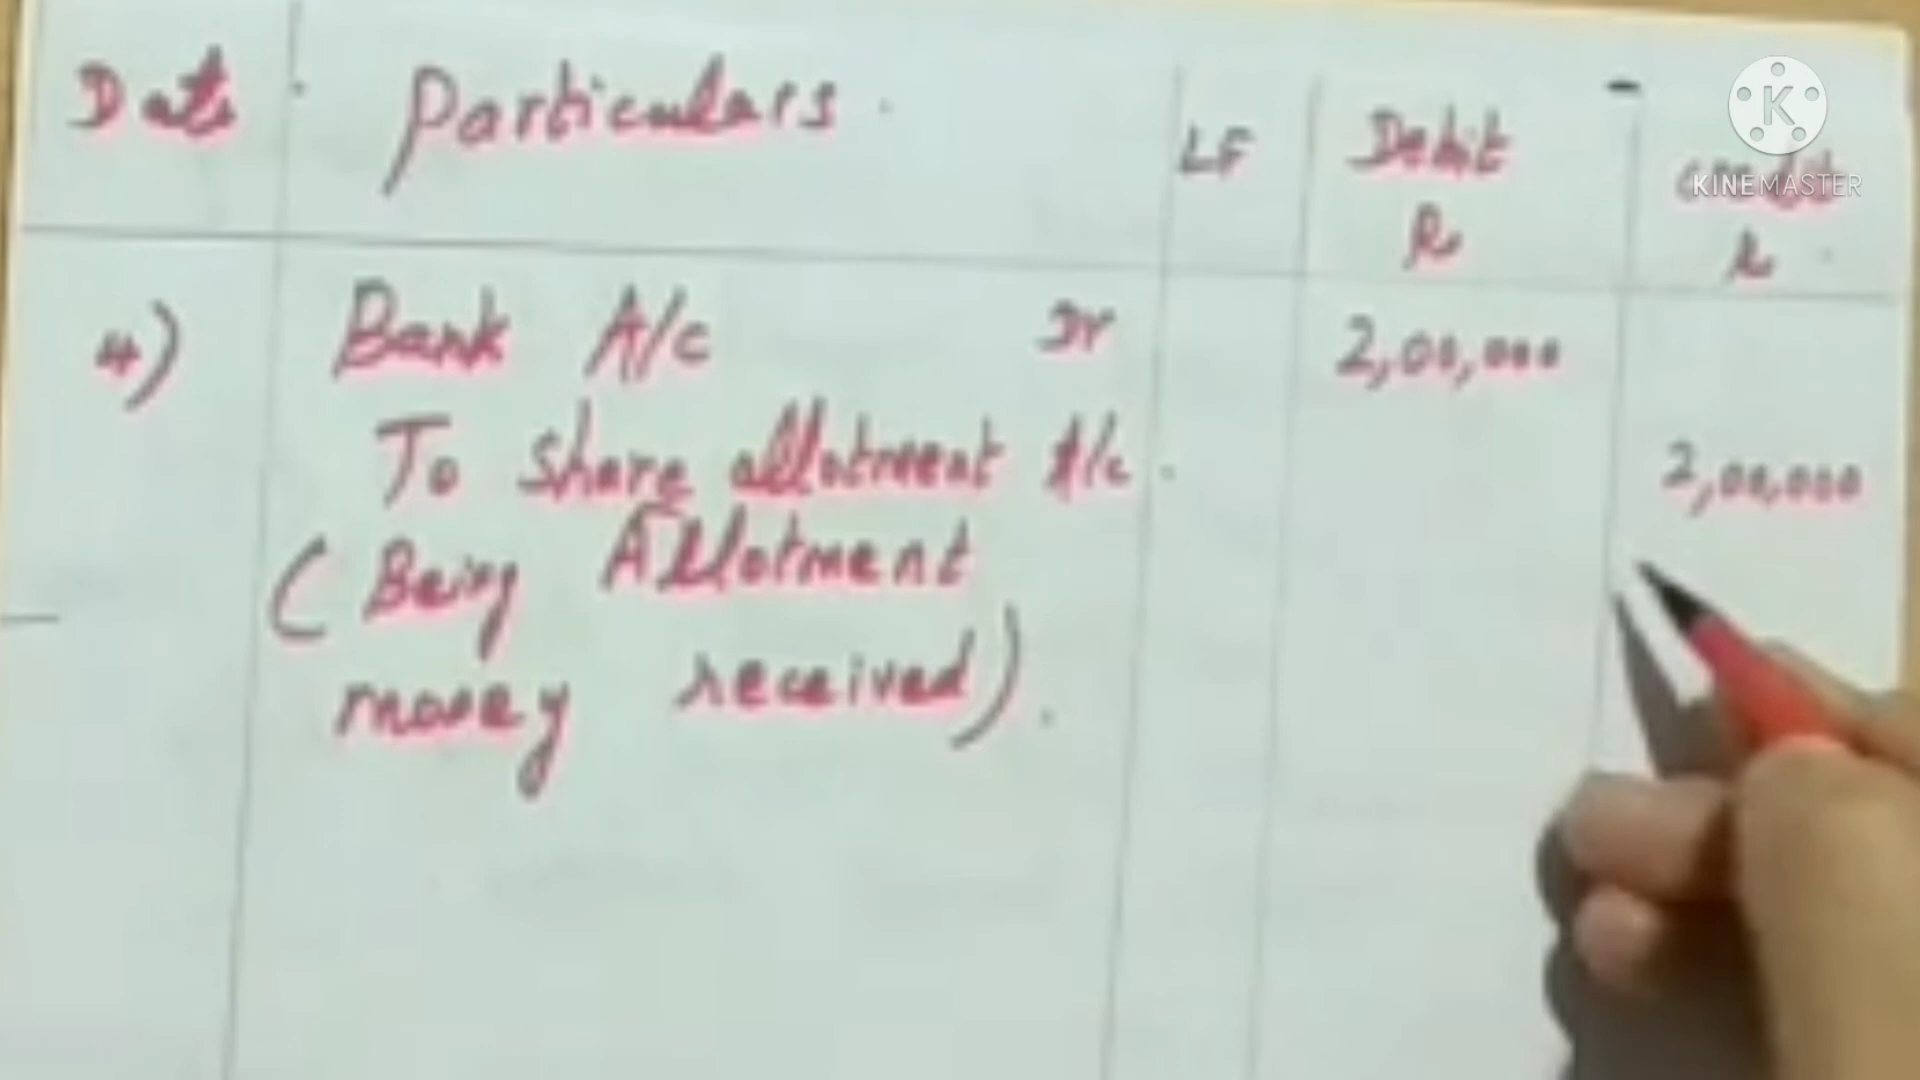 Date Particulars LF Debit Credit
Rs Rs
4) Bank A/c Dr 2,00,000
To share allotment A/c. 2,00,000
(Being Allotment
money received).
K
KINEMASTER